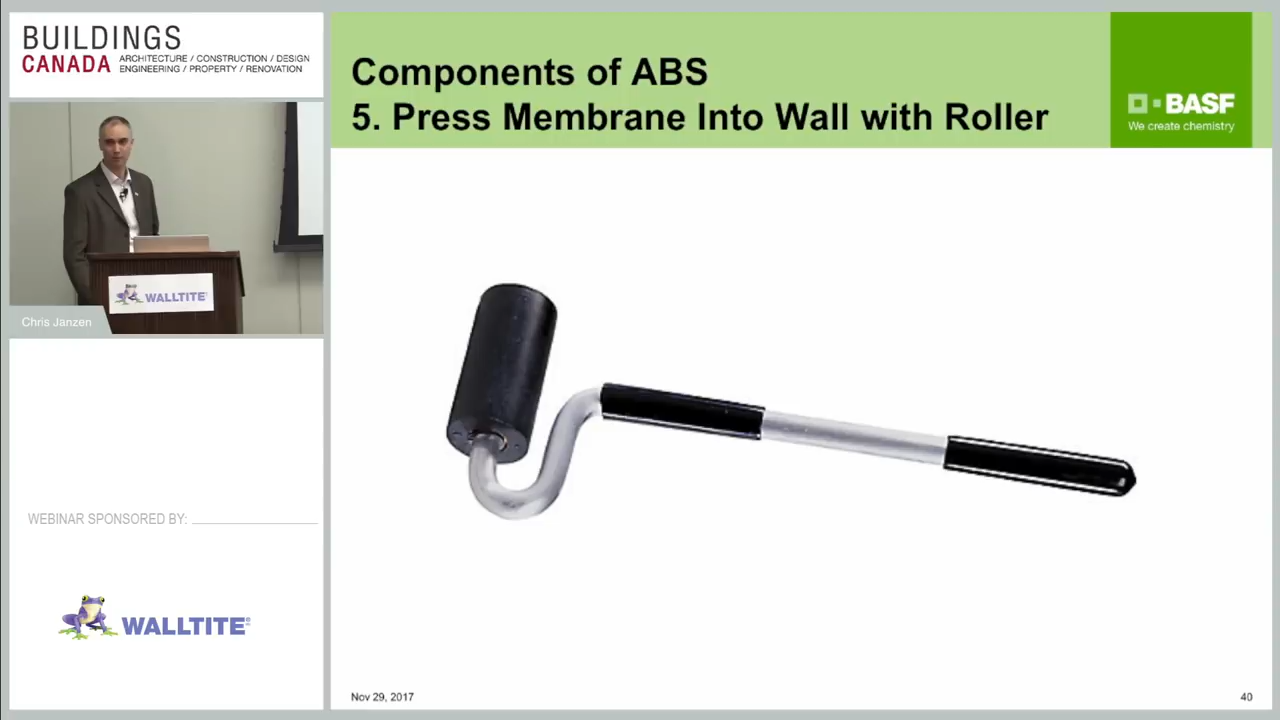 BUILDINGS
CANADA
ARCHITECTURE / CONSTRUCTION / DESIGN
ENGINEERING / PROPERTY / RENOVATION
WALLTITE
Chris Janzen
WEBINAR SPONSORED BY:
WALLTITE®
Components of ABS
5. Press Membrane Into Wall with Roller
BASF
We create chemistry
Nov 29, 2017
40